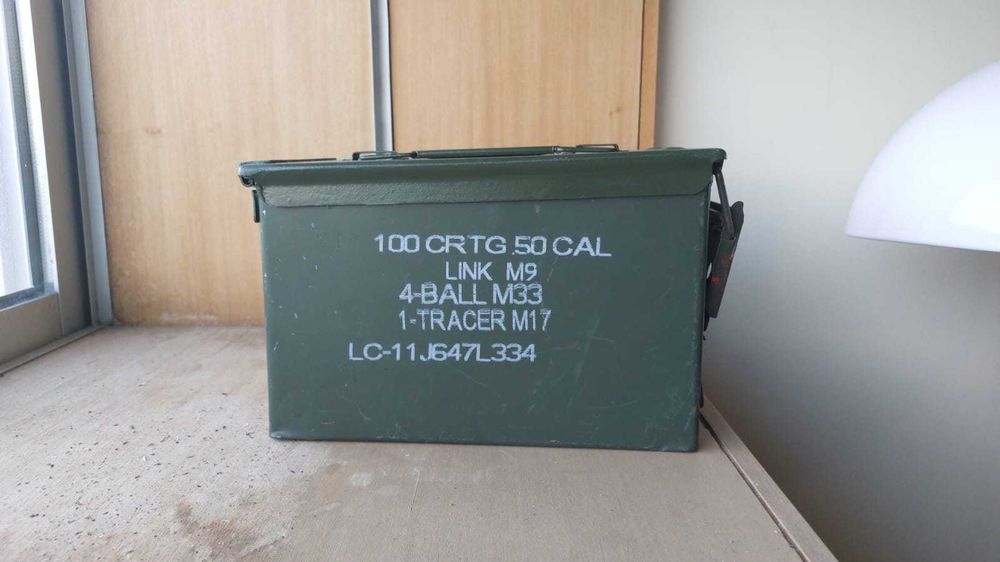 100 CRTG .50 CAL
LINK M9
4-BALL M33
1-TRACER M17
LC-11J647L334